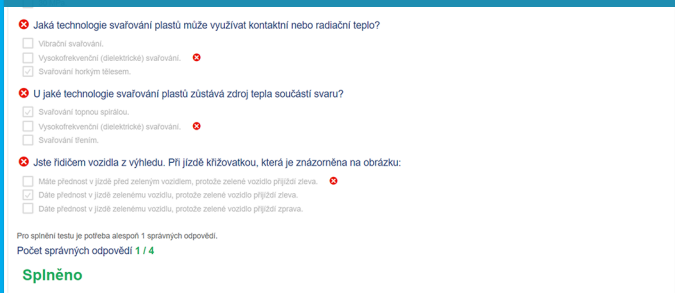 Jaká technologie svařování plastů může využívat kontaktní nebo radiační teplo?
Vibrační svařování.
Vysokofrekvenční (dielektrické) svařování.
Svařování horkým tělesem.
U jaké technologie svařování plastů zůstává zdroj tepla součástí svaru?
Svařování topnou spirálou.
Vysokofrekvenční (dielektrické) svařování.
Svařování třením.
Jste řidičem vozidla z výhledu. Při jízdě křižovatkou, která je znázorněna na obrázku:
Máte přednost v jízdě před zeleným vozidlem, protože zelené vozidlo přijíždí zleva.
Dáte přednost v jízdě zelenému vozidlu, protože zelené vozidlo přijíždí zleva.
Dáte přednost v jízdě zelenému vozidlu, protože zelené vozidlo přijíždí zprava.
Pro splnění testu je potřeba alespoň 1 správných odpovědí.
Počet správných odpovědí 1 / 4
Splněno